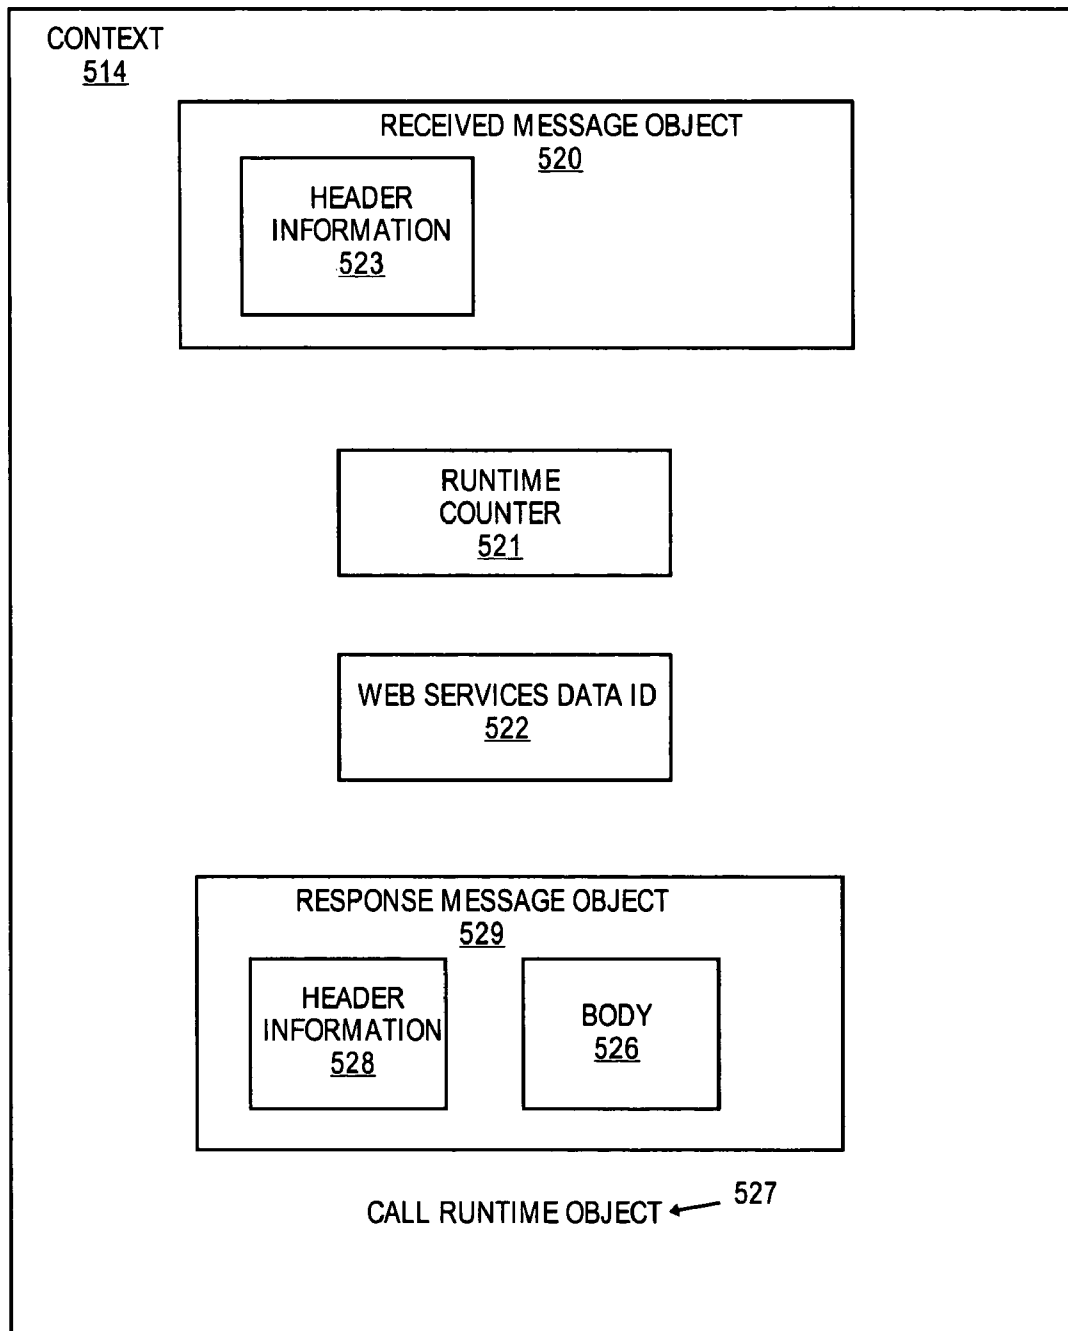 CONTEXT
514
RECEIVED MESSAGE OBJECT
520
HEADER
INFORMATION
523
RUNTIME
COUNTER
521
WEB SERVICES DATA ID
522
RESPONSE MESSAGE OBJECT
529
HEADER
INFORMATION
528
BODY
526
CALL RUNTIME OBJECT
527